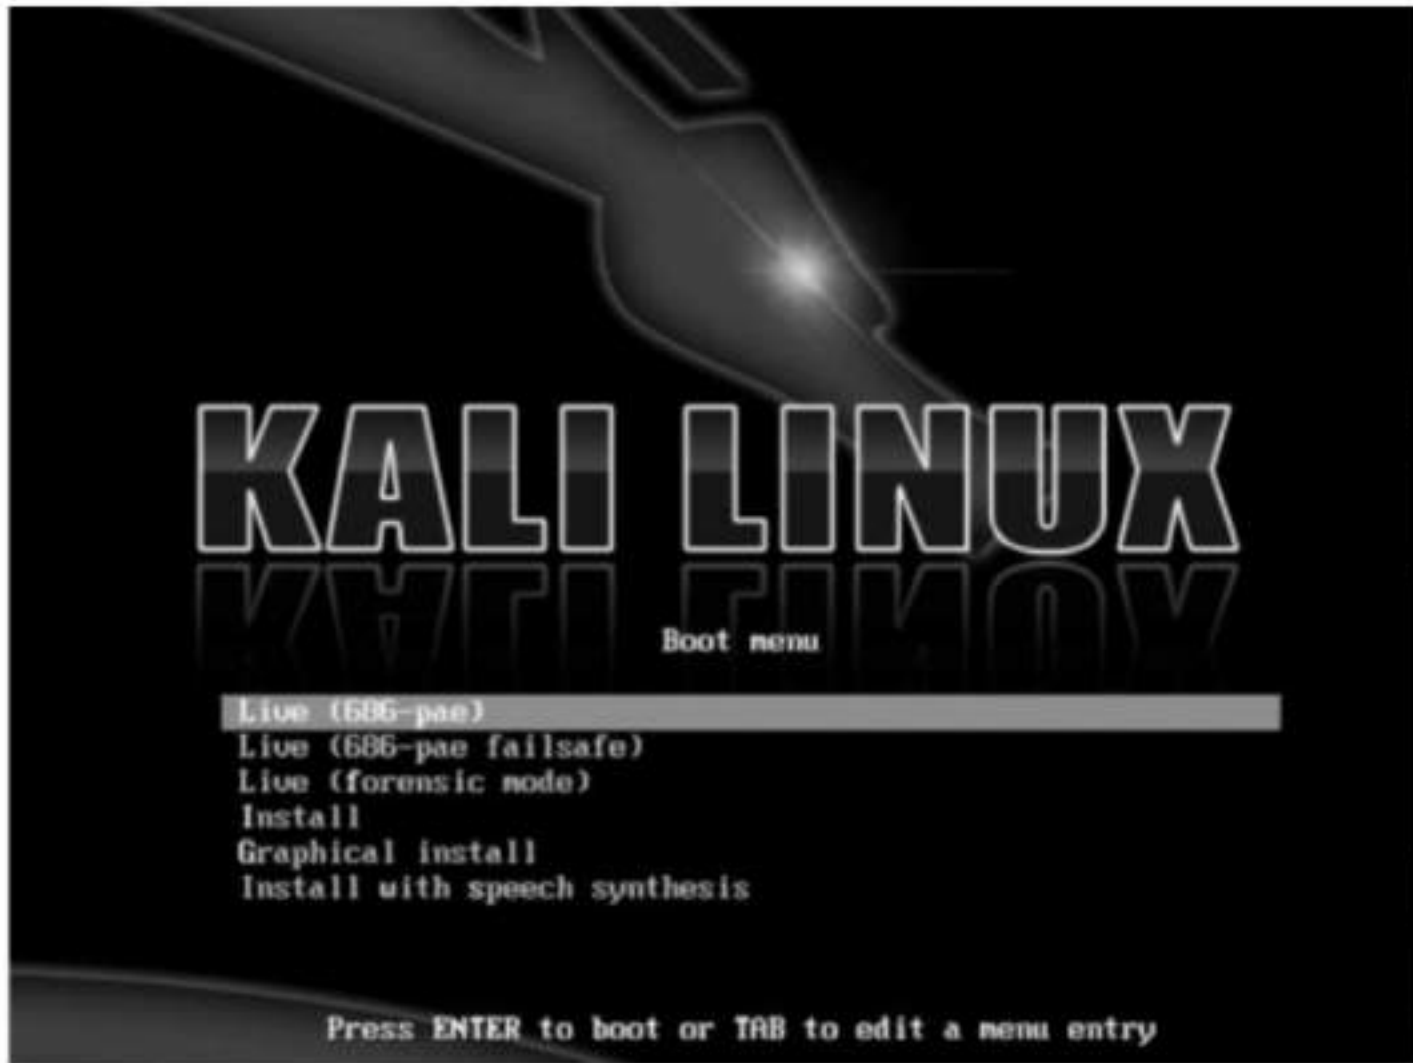 KALI LINUX
Boot menu
Live (686-pae)
Live (686-pae failsafe)
Live (forensic mode)
Install
Graphical install
Install with speech synthesis
Press ENTER to boot or TAB to edit a menu entry